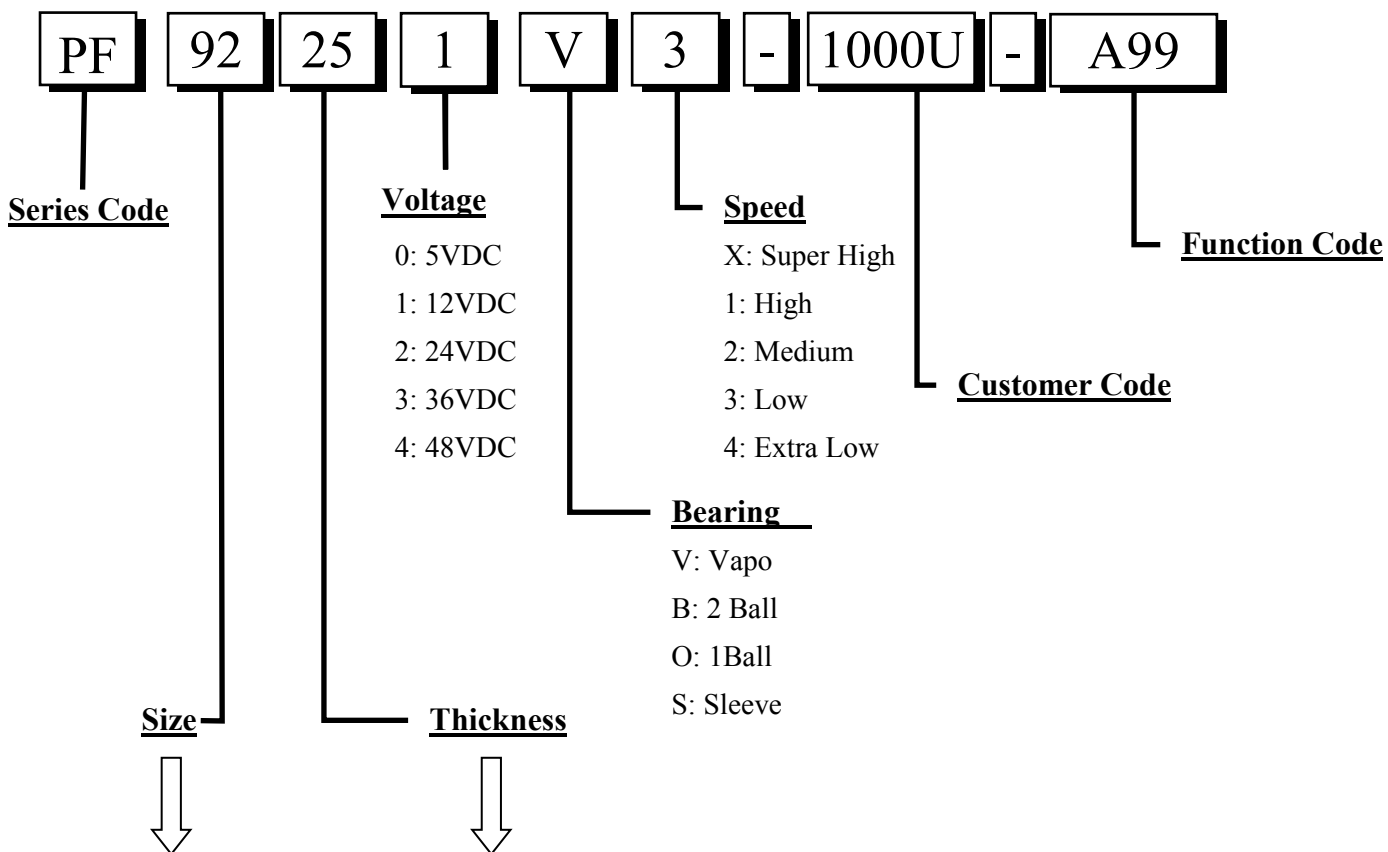 PF 92 25 1 V 3 - 1000U - A99
Series Code
Voltage
0: 5VDC
1: 12VDC
2: 24VDC
3: 36VDC
4: 48VDC
Speed
X: Super High
1: High
2: Medium
3: Low
4: Extra Low
Function Code
Customer Code
Bearing
V: Vapo
B: 2 Ball
O: 1Ball
S: Sleeve
Size
Thickness